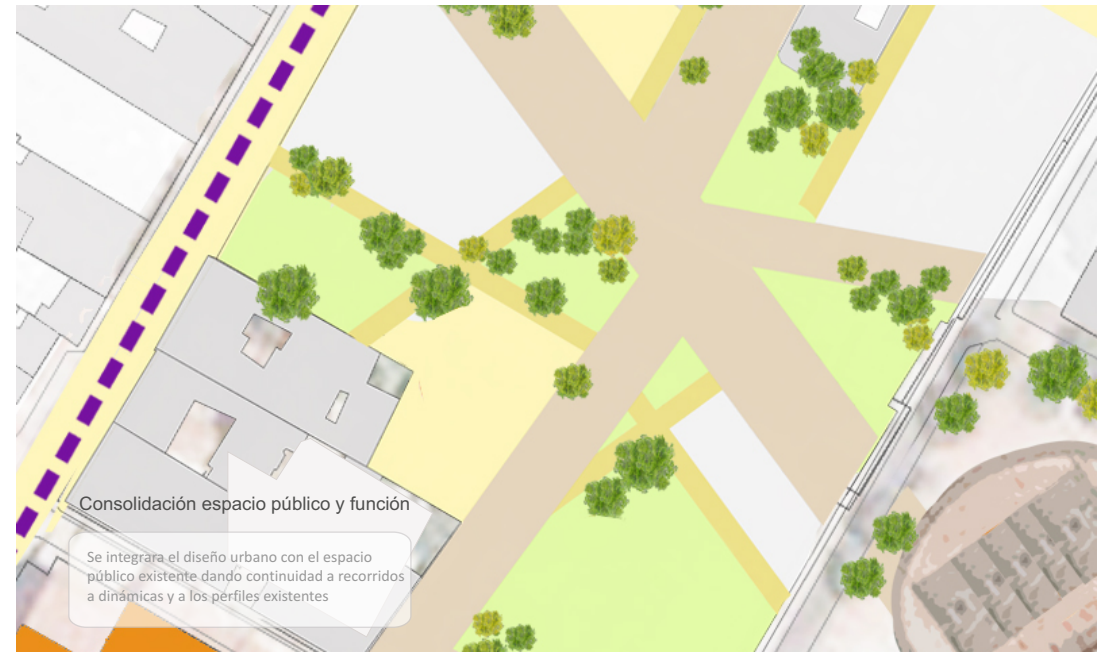 Consolidación espacio público y función
Se integrara el diseño urbano con el espacio
público existente dando continuidad a recorridos
a dinámicas y a los perfiles existentes